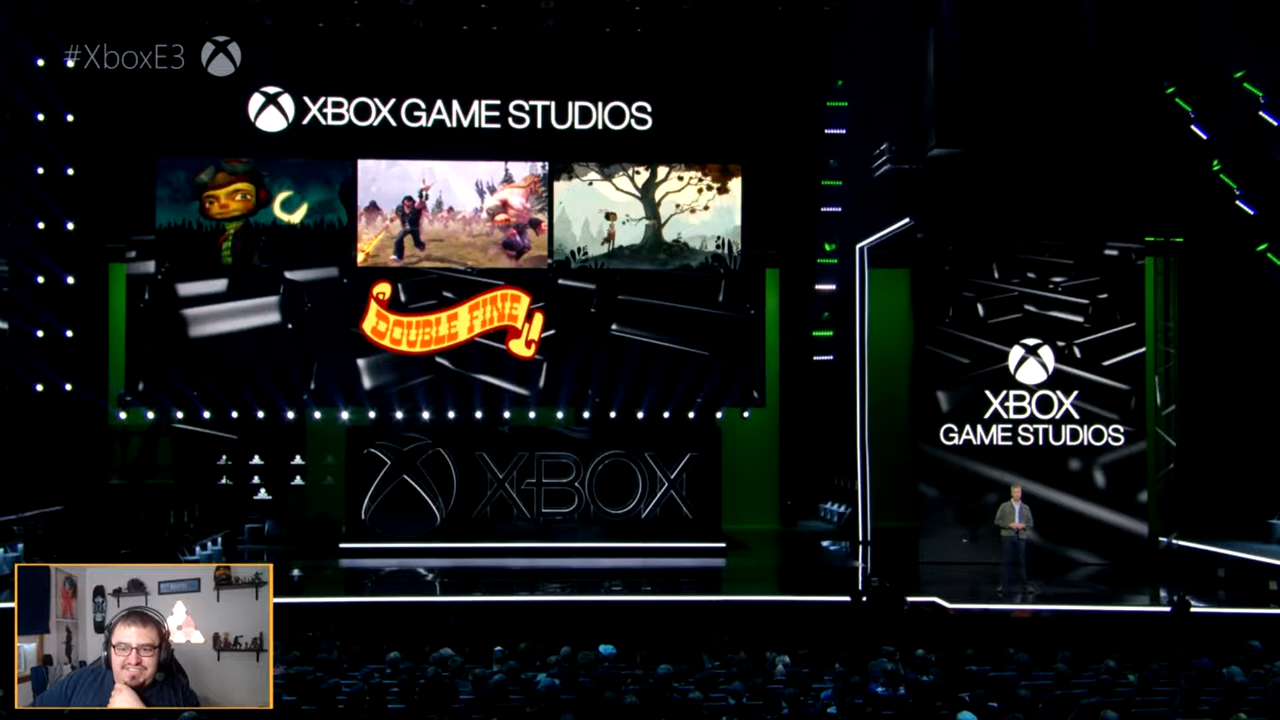 #XboxE3
XBOX GAME STUDIOS
DOUBLE FINE
XBOX
XBOX
GAME STUDIOS